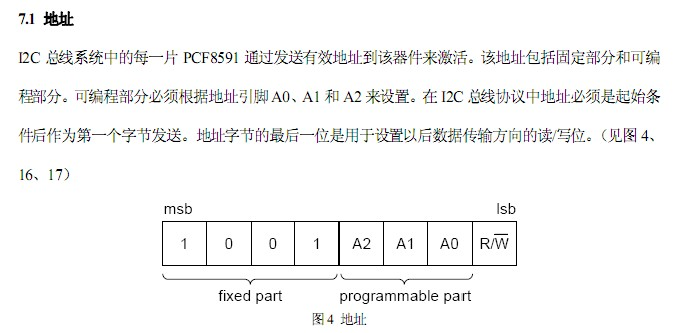 7.1 地址
I2C 总线系统中的每一片 PCF8591 通过发送有效地址到该器件来激活。该地址包括固定部分和可编
程部分。可编程部分必须根据地址引脚 A0、A1 和 A2 来设置。在 I2C 总线协议中地址必须是起始条
件后作为第一个字节发送。地址字节的最后一位是用于设置以后数据传输方向的读/写位。(见图 4、
16、17)
msb lsb
1 0 0 1 A2 A1 A0 R/W̅
fixed part programmable part
图 4 地址